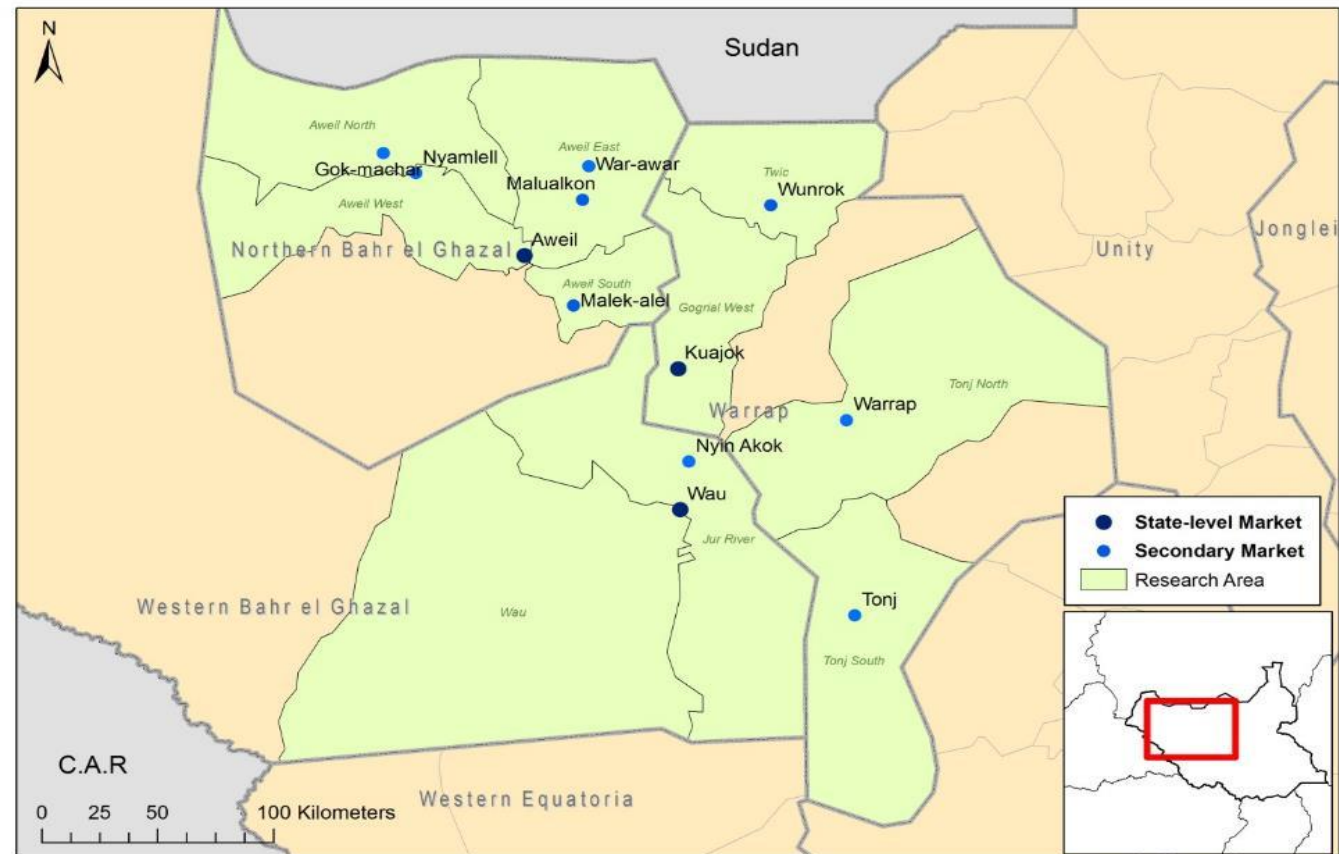 N
Sudan
Aweil North
Gok-machar
Nyamlell
Aweil East
War-awar
Malualkon
Twic
Wunrok
Aweil West
Northern Bahr el Ghazal
Aweil
Unity
Jonglei
Aweil South
Malek-alel
Gogrial West
Kuajok
Warrap
Tonj North
Warrap
Nyin Akok
Wau
Jur River
State-level Market
Secondary Market
Research Area
Western Bahr el Ghazal
Wau
Tonj
Tonj South
C.A.R
Western Equatoria
0 25 50 100 Kilometers